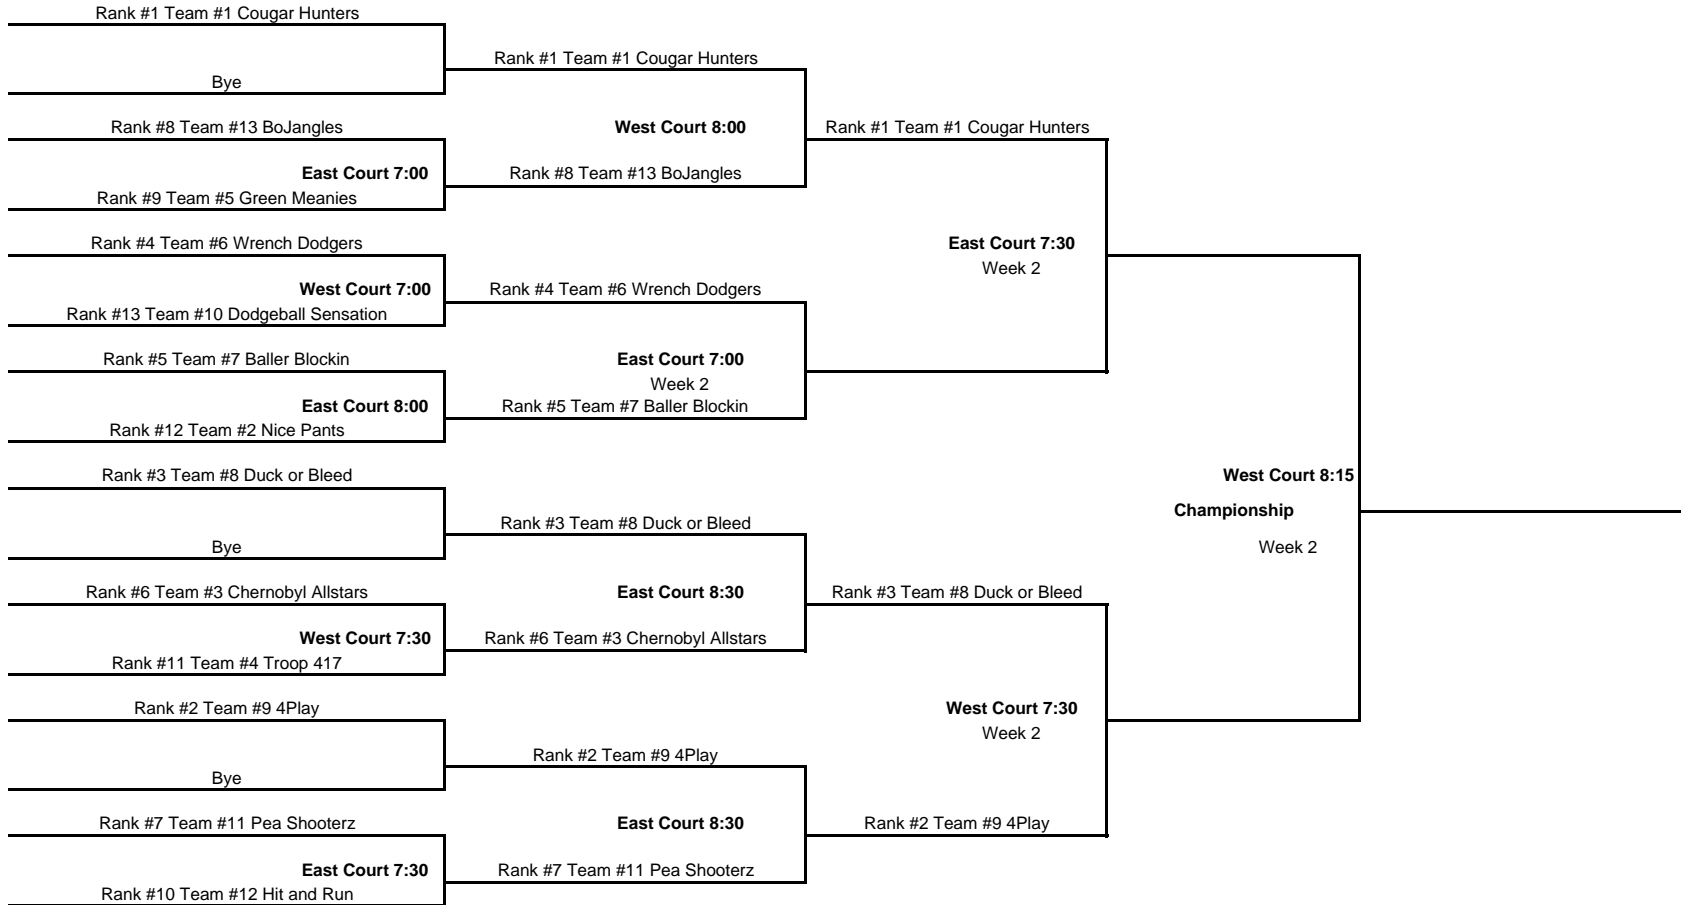 Rank #1 Team #1 Cougar Hunters
Rank #1 Team #1 Cougar Hunters
Bye
Rank #8 Team #13 BoJangles
West Court 8:00
Rank #1 Team #1 Cougar Hunters
East Court 7:00
Rank #8 Team #13 BoJangles
Rank #9 Team #5 Green Meanies
Rank #4 Team #6 Wrench Dodgers
East Court 7:30
Week 2
West Court 7:00
Rank #4 Team #6 Wrench Dodgers
Rank #13 Team #10 Dodgeball Sensation
Rank #5 Team #7 Baller Blockin
East Court 7:00
Week 2
East Court 8:00
Rank #5 Team #7 Baller Blockin
Rank #12 Team #2 Nice Pants
Rank #3 Team #8 Duck or Bleed
West Court 8:15
Championship
Rank #3 Team #8 Duck or Bleed
Bye
Week 2
Rank #6 Team #3 Chernobyl Allstars
East Court 8:30
Rank #3 Team #8 Duck or Bleed
West Court 7:30
Rank #6 Team #3 Chernobyl Allstars
Rank #11 Team #4 Troop 417
Rank #2 Team #9 4Play
West Court 7:30
Week 2
Rank #2 Team #9 4Play
Bye
Rank #7 Team #11 Pea Shooterz
East Court 8:30
Rank #2 Team #9 4Play
East Court 7:30
Rank #7 Team #11 Pea Shooterz
Rank #10 Team #12 Hit and Run